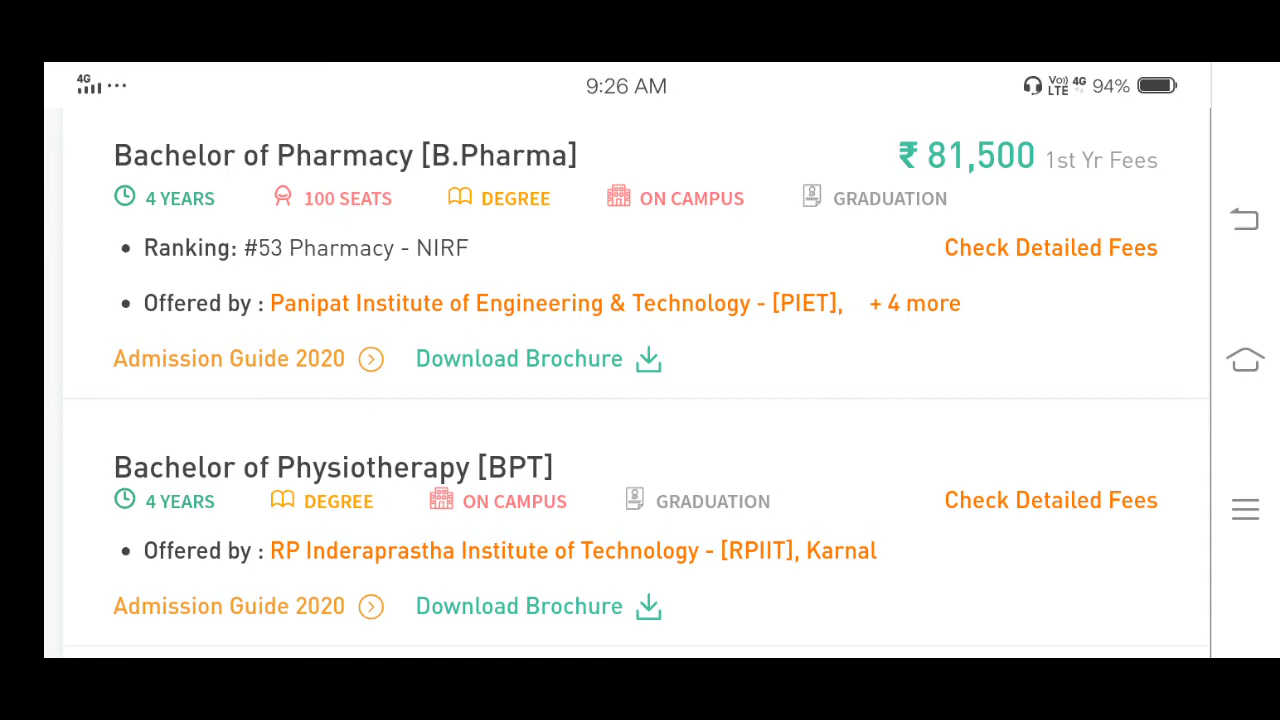 4G ... 9:26 AM Vo)) LTE 4G 94%
Bachelor of Pharmacy [B.Pharma] ₹ 81,500 1st Yr Fees
4 YEARS 100 SEATS DEGREE ON CAMPUS GRADUATION
• Ranking: #53 Pharmacy - NIRF Check Detailed Fees
• Offered by : Panipat Institute of Engineering & Technology - [PIET], + 4 more
Admission Guide 2020 Download Brochure
Bachelor of Physiotherapy [BPT]
4 YEARS DEGREE ON CAMPUS GRADUATION Check Detailed Fees
• Offered by : RP Inderaprastha Institute of Technology - [RPIIT], Karnal
Admission Guide 2020 Download Brochure